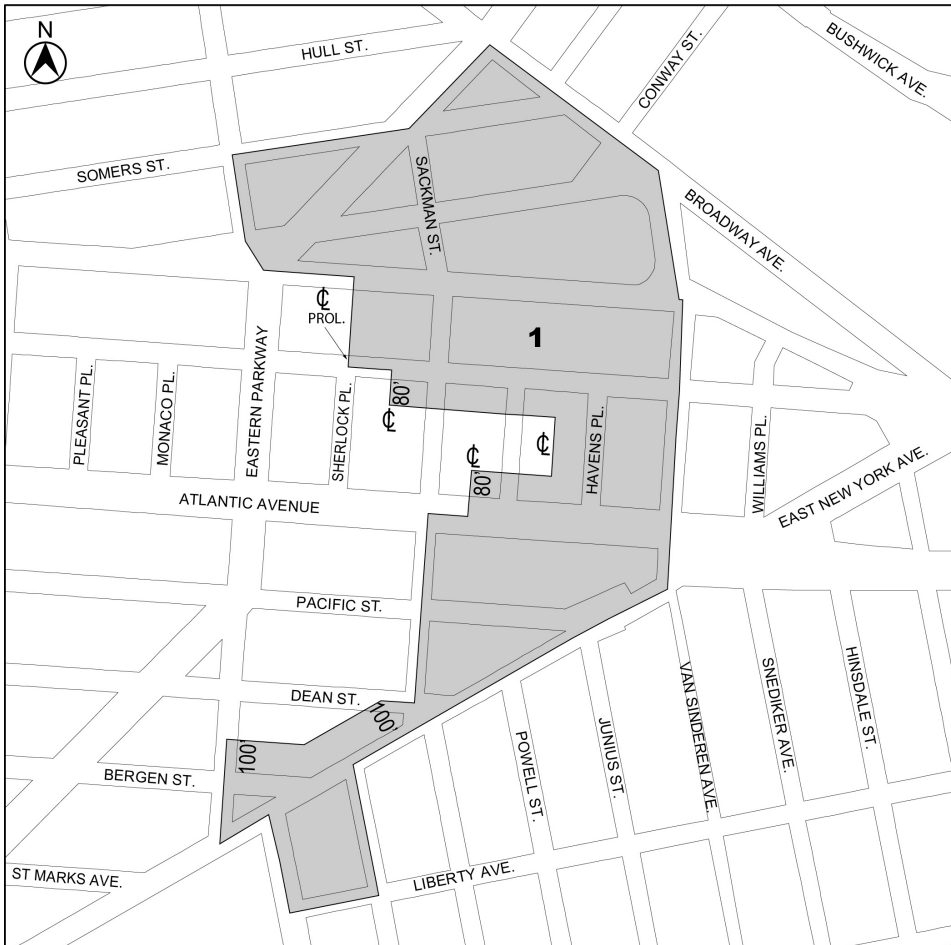 N
HULL ST.
CONWAY ST.
BUSHWICK AVE.
SOMERS ST.
SACKMAN ST.
BROADWAY AVE.
℄
PROL.
1
PLEASANT PL.
MONACO PL.
EASTERN PARKWAY
SHERLOCK PL.
80'
℄
℄
℄
80'
HAVENS PL.
WILLIAMS PL.
EAST NEW YORK AVE.
ATLANTIC AVENUE
PACIFIC ST.
DEAN ST.
100'
100'
BERGEN ST.
POWELL ST.
JUNIUS ST.
VAN SINDEREN AVE.
SNEDIKER AVE.
HINSDALE ST.
ST MARKS AVE.
LIBERTY AVE.